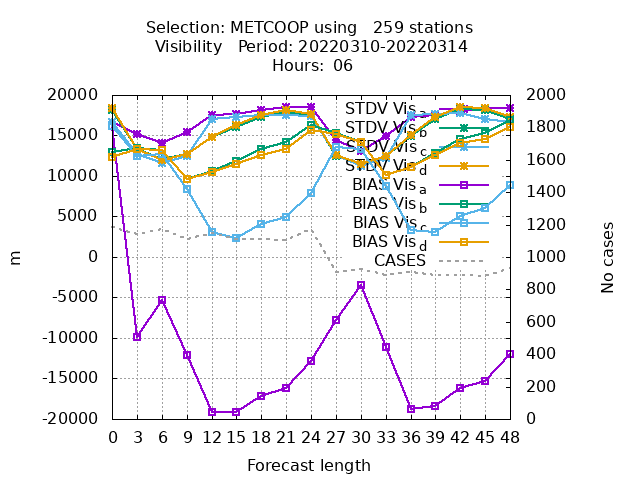 Selection: METCOOP using   259 stations
Visibility   Period: 20220310-20220314
Hours:  06
20000
15000
10000
5000
0
-5000
-10000
-15000
-20000
2000
1800
1600
1400
1200
1000
800
600
400
200
0
STDV Vis a
STDV Vis b
STDV Vis c
STDV Vis d
BIAS Vis a
BIAS Vis b
BIAS Vis c
BIAS Vis d
CASES
m
No cases
0 3 6 9 12 15 18 21 24 27 30 33 36 39 42 45 48
Forecast length